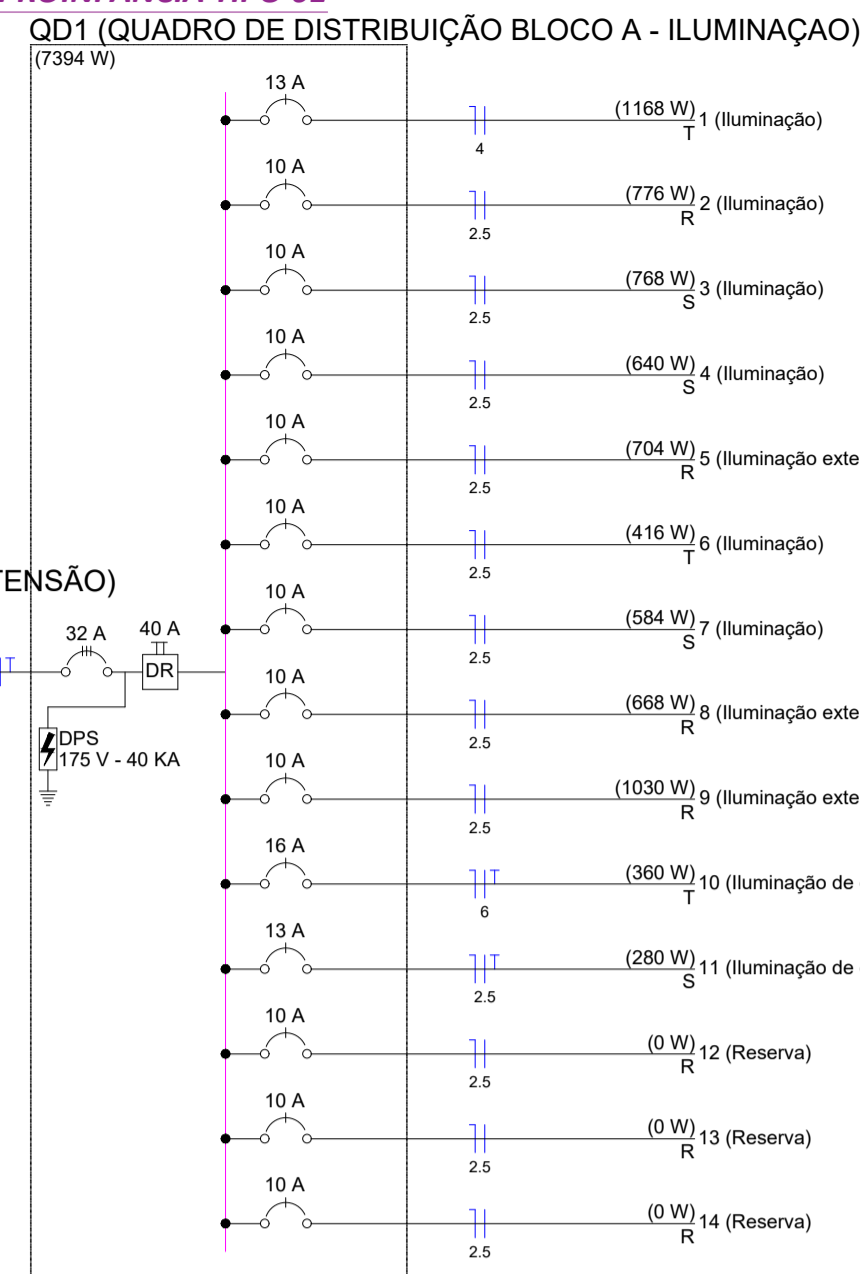 QD1 (QUADRO DE DISTRIBUIÇÃO BLOCO A - ILUMINAÇAO)
(7394 W)
13 A
4
(1168 W)
T
1 (Iluminação)
10 A
2.5
(776 W)
R
2 (Iluminação)
10 A
2.5
(768 W)
S
3 (Iluminação)
10 A
2.5
(640 W)
S
4 (Iluminação)
10 A
2.5
(704 W)
R
5 (Iluminação exte
10 A
2.5
(416 W)
T
6 (Iluminação)
TENSÃO)
10 A
2.5
(584 W)
S
7 (Iluminação)
32 A
40 A
DR
DPS
175 V - 40 KA
10 A
2.5
(668 W)
R
8 (Iluminação exte
10 A
2.5
(1030 W)
R
9 (Iluminação exte
16 A
6
(360 W)
T
10 (Iluminação de
13 A
2.5
(280 W)
S
11 (Iluminação de
10 A
2.5
(0 W)
R
12 (Reserva)
10 A
2.5
(0 W)
R
13 (Reserva)
10 A
2.5
(0 W)
R
14 (Reserva)